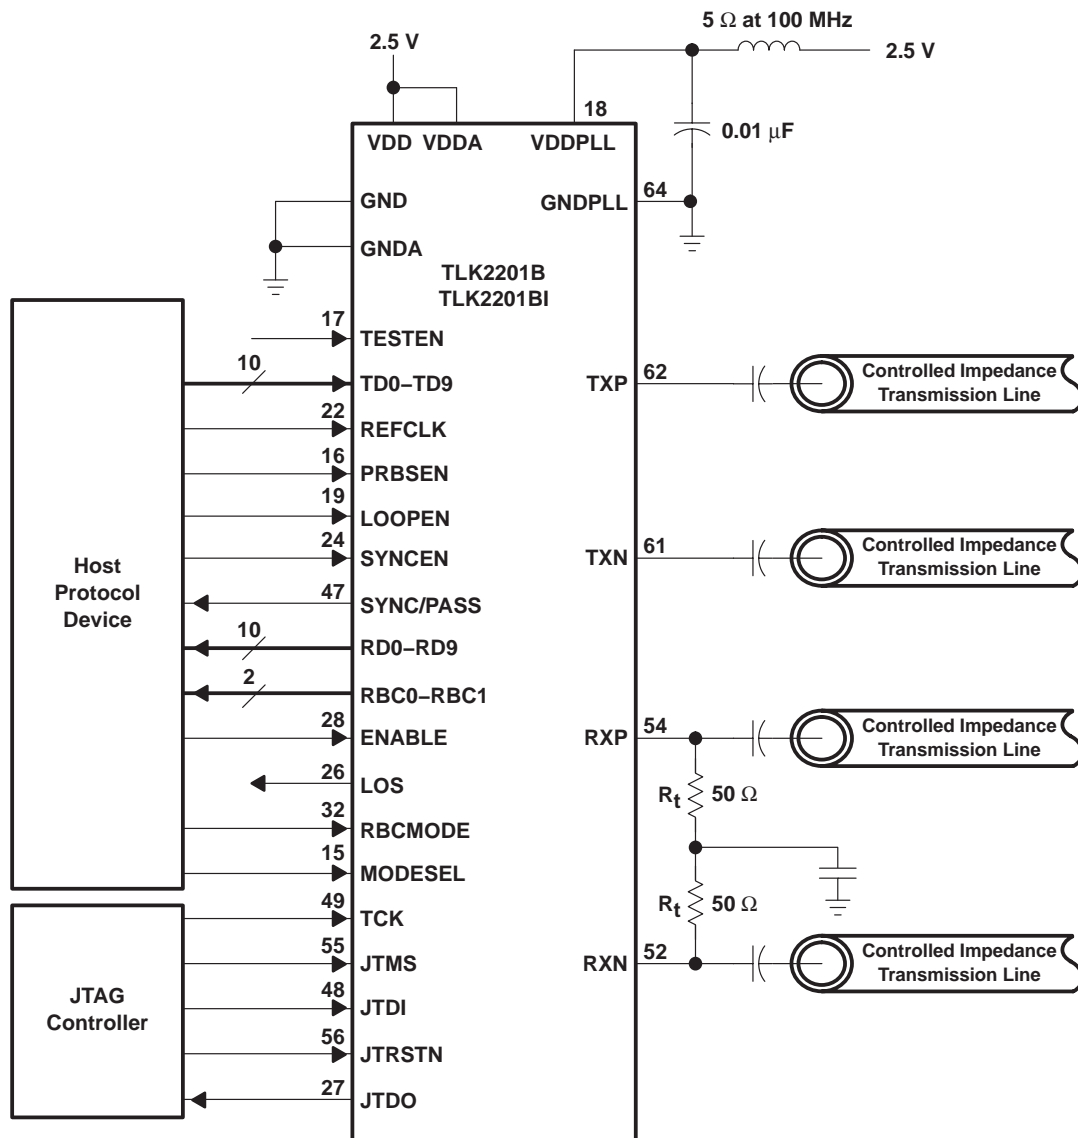 5 Ω at 100 MHz
2.5 V
2.5 V
18
0.01 μF
VDD VDDA VDDPLL
GND
GNDPLL
64
GNDA
TLK2201B
TLK2201BI
17
TESTEN
10
TD0–TD9
TXP
62
Controlled Impedance
Transmission Line
22
REFCLK
16
PRBSEN
19
LOOPEN
24
SYNCEN
TXN
61
Controlled Impedance
Transmission Line
Host
Protocol
Device
47
SYNC/PASS
10
RD0–RD9
2
RBC0–RBC1
28
ENABLE
RXP
54
Controlled Impedance
Transmission Line
26
LOS
Rt
50 Ω
32
RBCMODE
15
MODESEL
Rt
50 Ω
49
TCK
55
JTMS
RXN
52
Controlled Impedance
Transmission Line
JTAG
Controller
48
JTDI
56
JTRSTN
27
JTDO